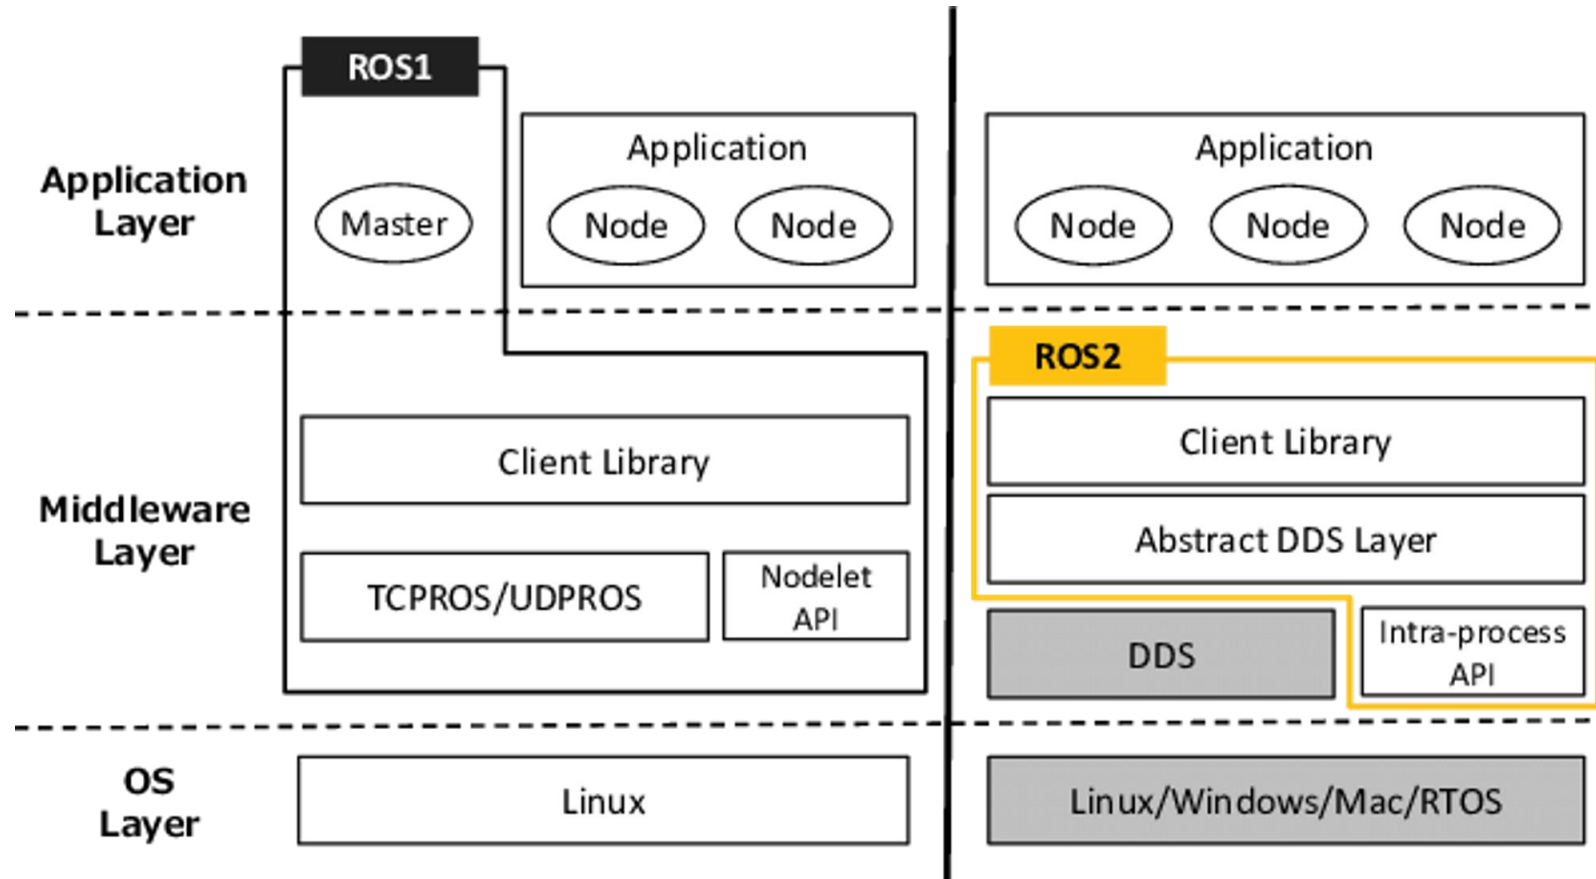 ROS1
Application
Layer
Master
Application
Node
Node
Application
Node
Node
Node
Middleware
Layer
Client Library
TCPROS/UDPROS
Nodelet
API
ROS2
Client Library
Abstract DDS Layer
DDS
Intra-process
API
OS
Layer
Linux
Linux/Windows/Mac/RTOS